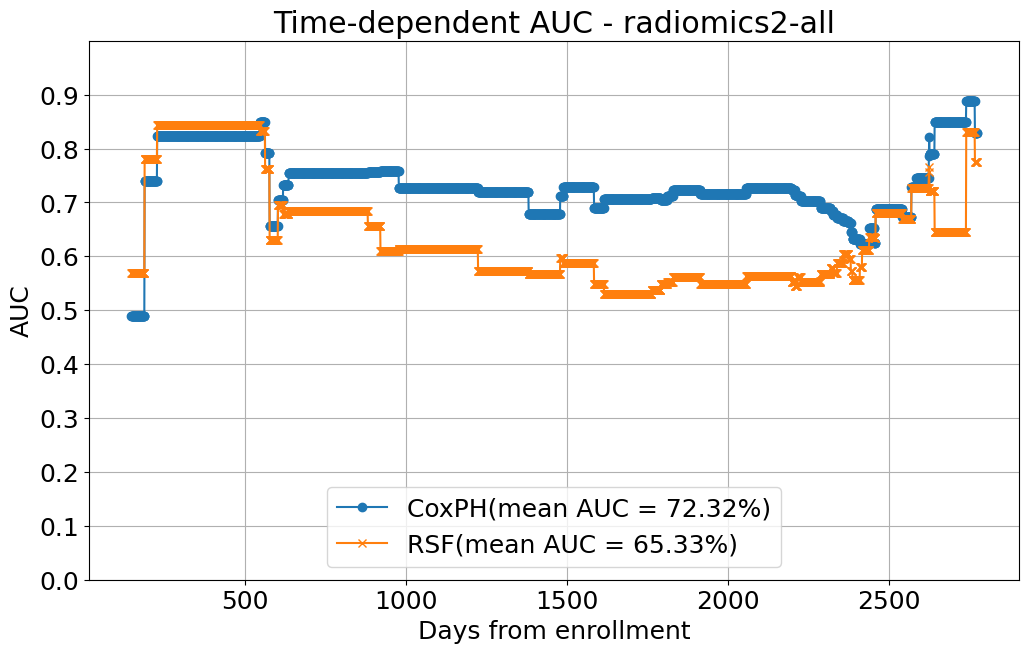 Time-dependent AUC - radiomics2-all
AUC
0.9
0.8
0.7
0.6
0.5
0.4
0.3
0.2
0.1
0.0
CoxPH(mean AUC = 72.32%)
RSF(mean AUC = 65.33%)
500 1000 1500 2000 2500
Days from enrollment